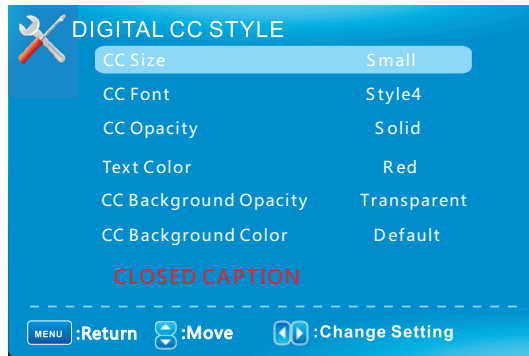 DIGITAL CC STYLE
CC Size Small
CC Font Style4
CC Opacity Solid
Text Color Red
CC Background Opacity Transparent
CC Background Color Default
CLOSED CAPTION
MENU :Return :Move :Change Setting